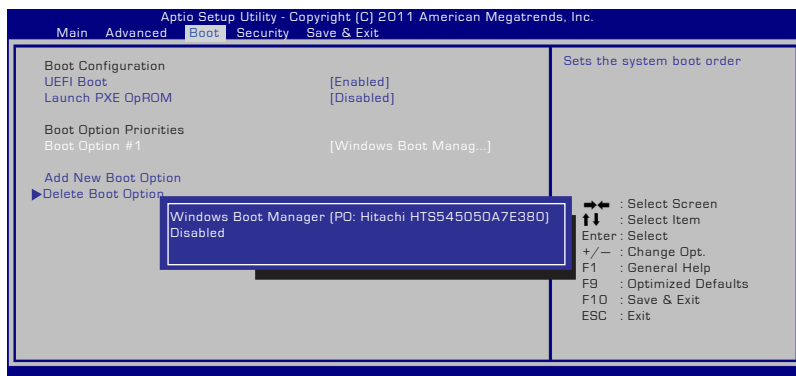 Aptio Setup Utility - Copyright (C) 2011 American Megatrends, Inc.
Main Advanced Boot Security Save & Exit
Boot Configuration
UEFI Boot [Enabled]
Launch PXE OpROM [Disabled]
Boot Option Priorities
Boot Option #1 [Windows Boot Manag...]
Add New Boot Option
Delete Boot Option
Windows Boot Manager (PO: Hitachi HTS545050A7E380)
Disabled
Sets the system boot order
: Select Screen
: Select Item
Enter : Select
+/− : Change Opt.
F1 : General Help
F9 : Optimized Defaults
F10 : Save & Exit
ESC : Exit